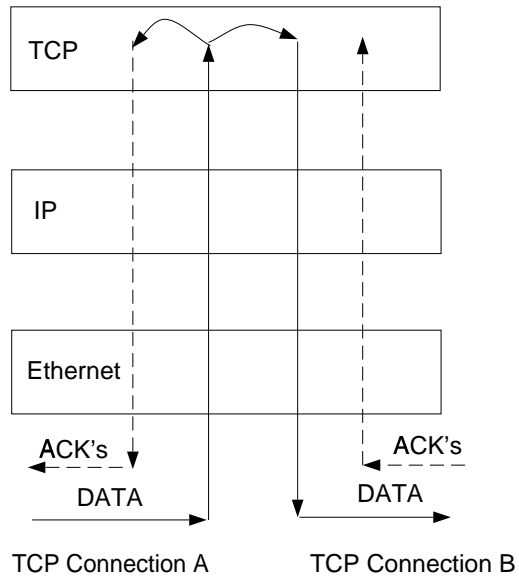 TCP
IP
Ethernet
ACK's
ACK's
DATA
DATA
TCP Connection A
TCP Connection B